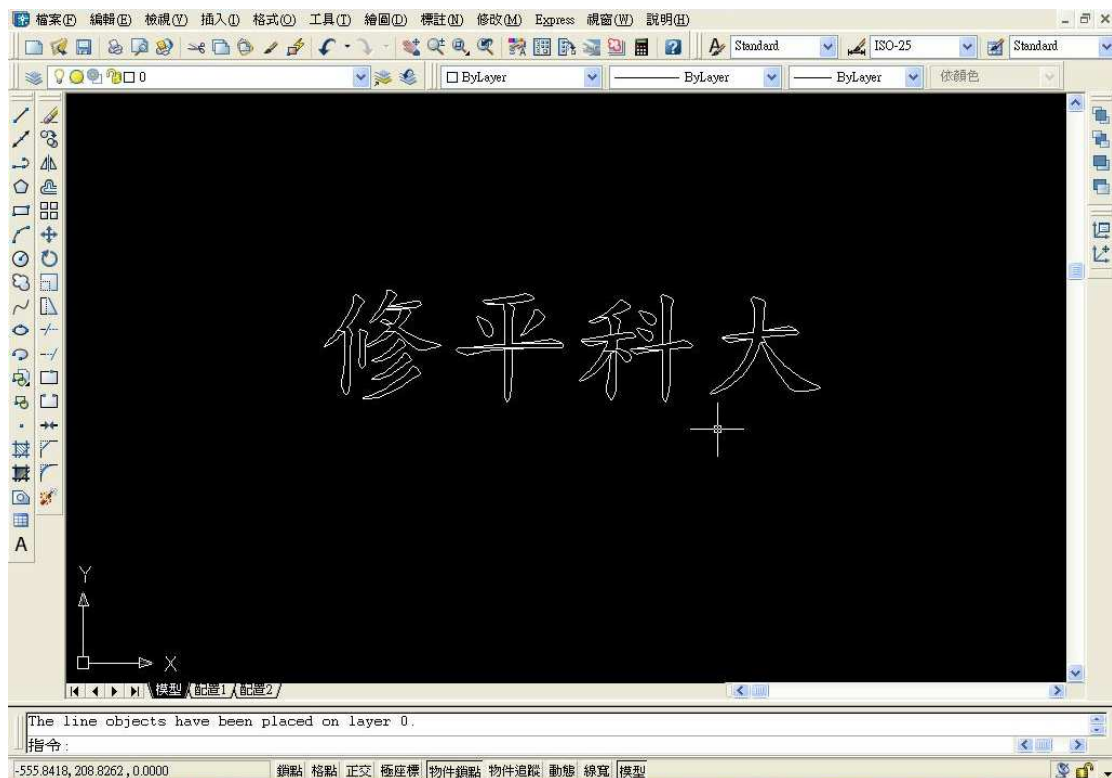 檔案(F) 編輯(E) 檢視(V) 插入(I) 格式(O) 工具(T) 繪圖(D) 標註(N) 修改(M) Express 視窗(W) 說明(H)
Standard ISO-25 Standard
0 ByLayer ByLayer ByLayer 依顏色
A
修平科大
Y
X
模型 配置1 配置2
The line objects have been placed on layer 0.
指令:
-555.8418, 208.8262, 0.0000 鎖點 格點 正交 極座標 物件鎖點 物件追蹤 動態 線寬 模型